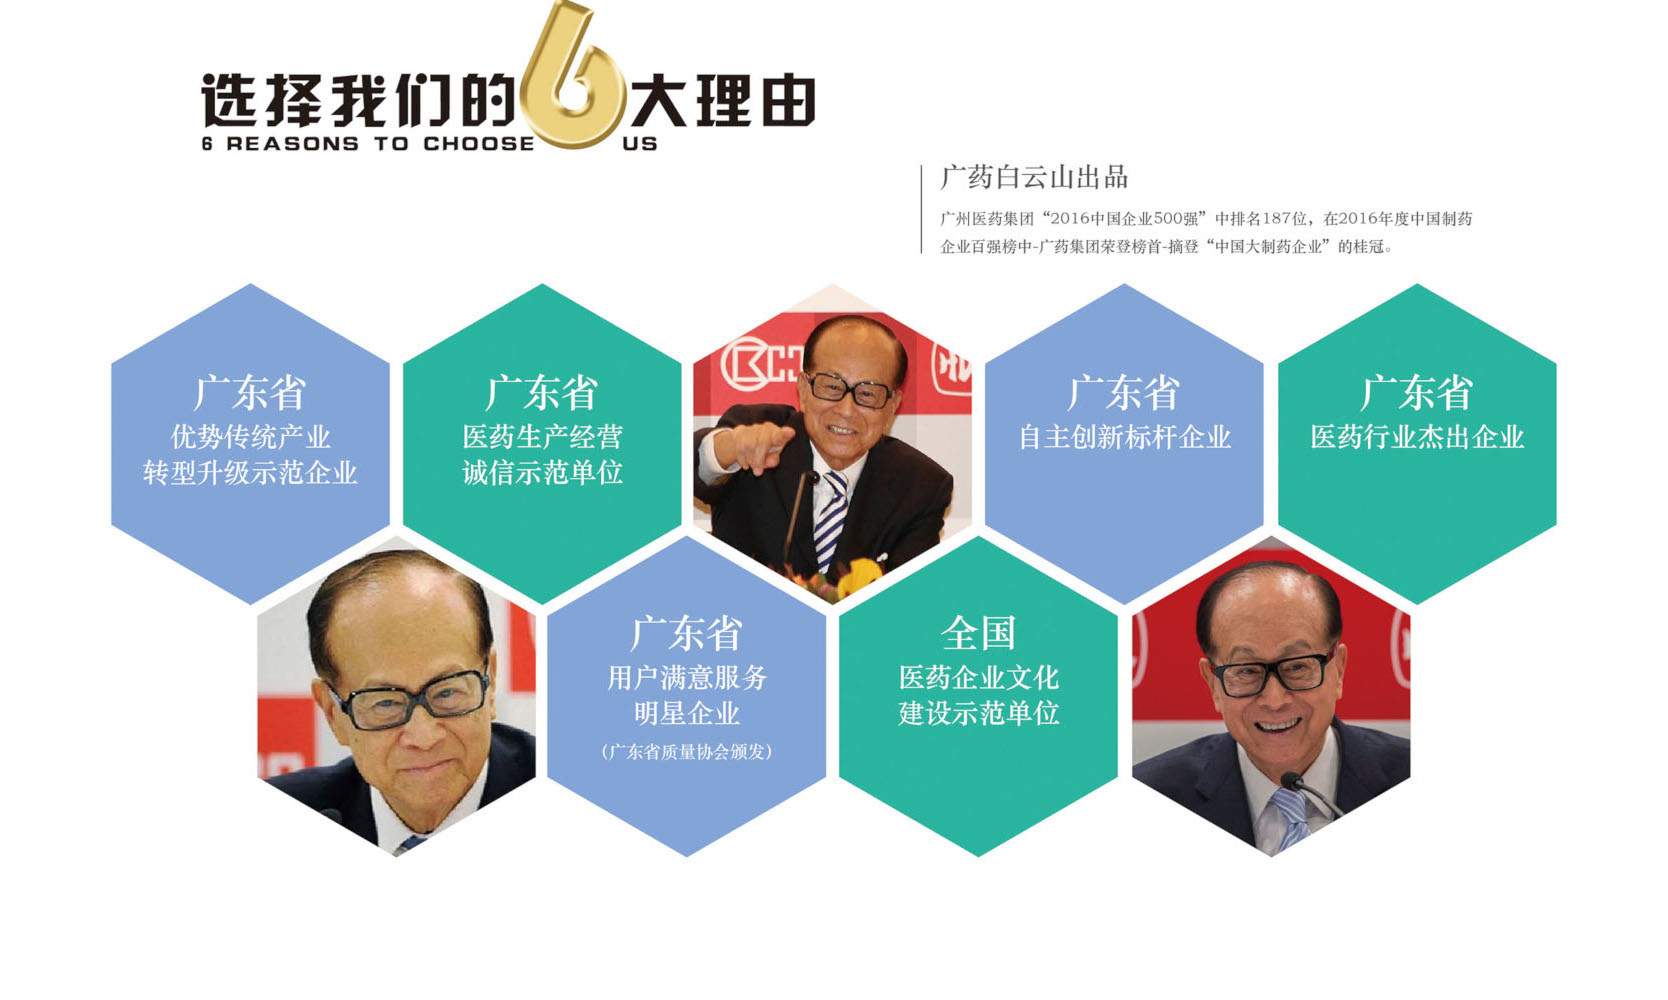 选择我们的6大理由
6 REASONS TO CHOOSE US
广药白云山出品
广州医药集团“2016中国企业500强”中排名187位，在2016年度中国制药
企业百强榜中-广药集团荣登榜首-摘登“中国大制药企业”的桂冠。
广东省
优势传统产业
转型升级示范企业
广东省
医药生产经营
诚信示范单位
广东省
自主创新标杆企业
广东省
医药行业杰出企业
广东省
用户满意服务
明星企业
（广东省质量协会颁发）
全国
医药企业文化
建设示范单位